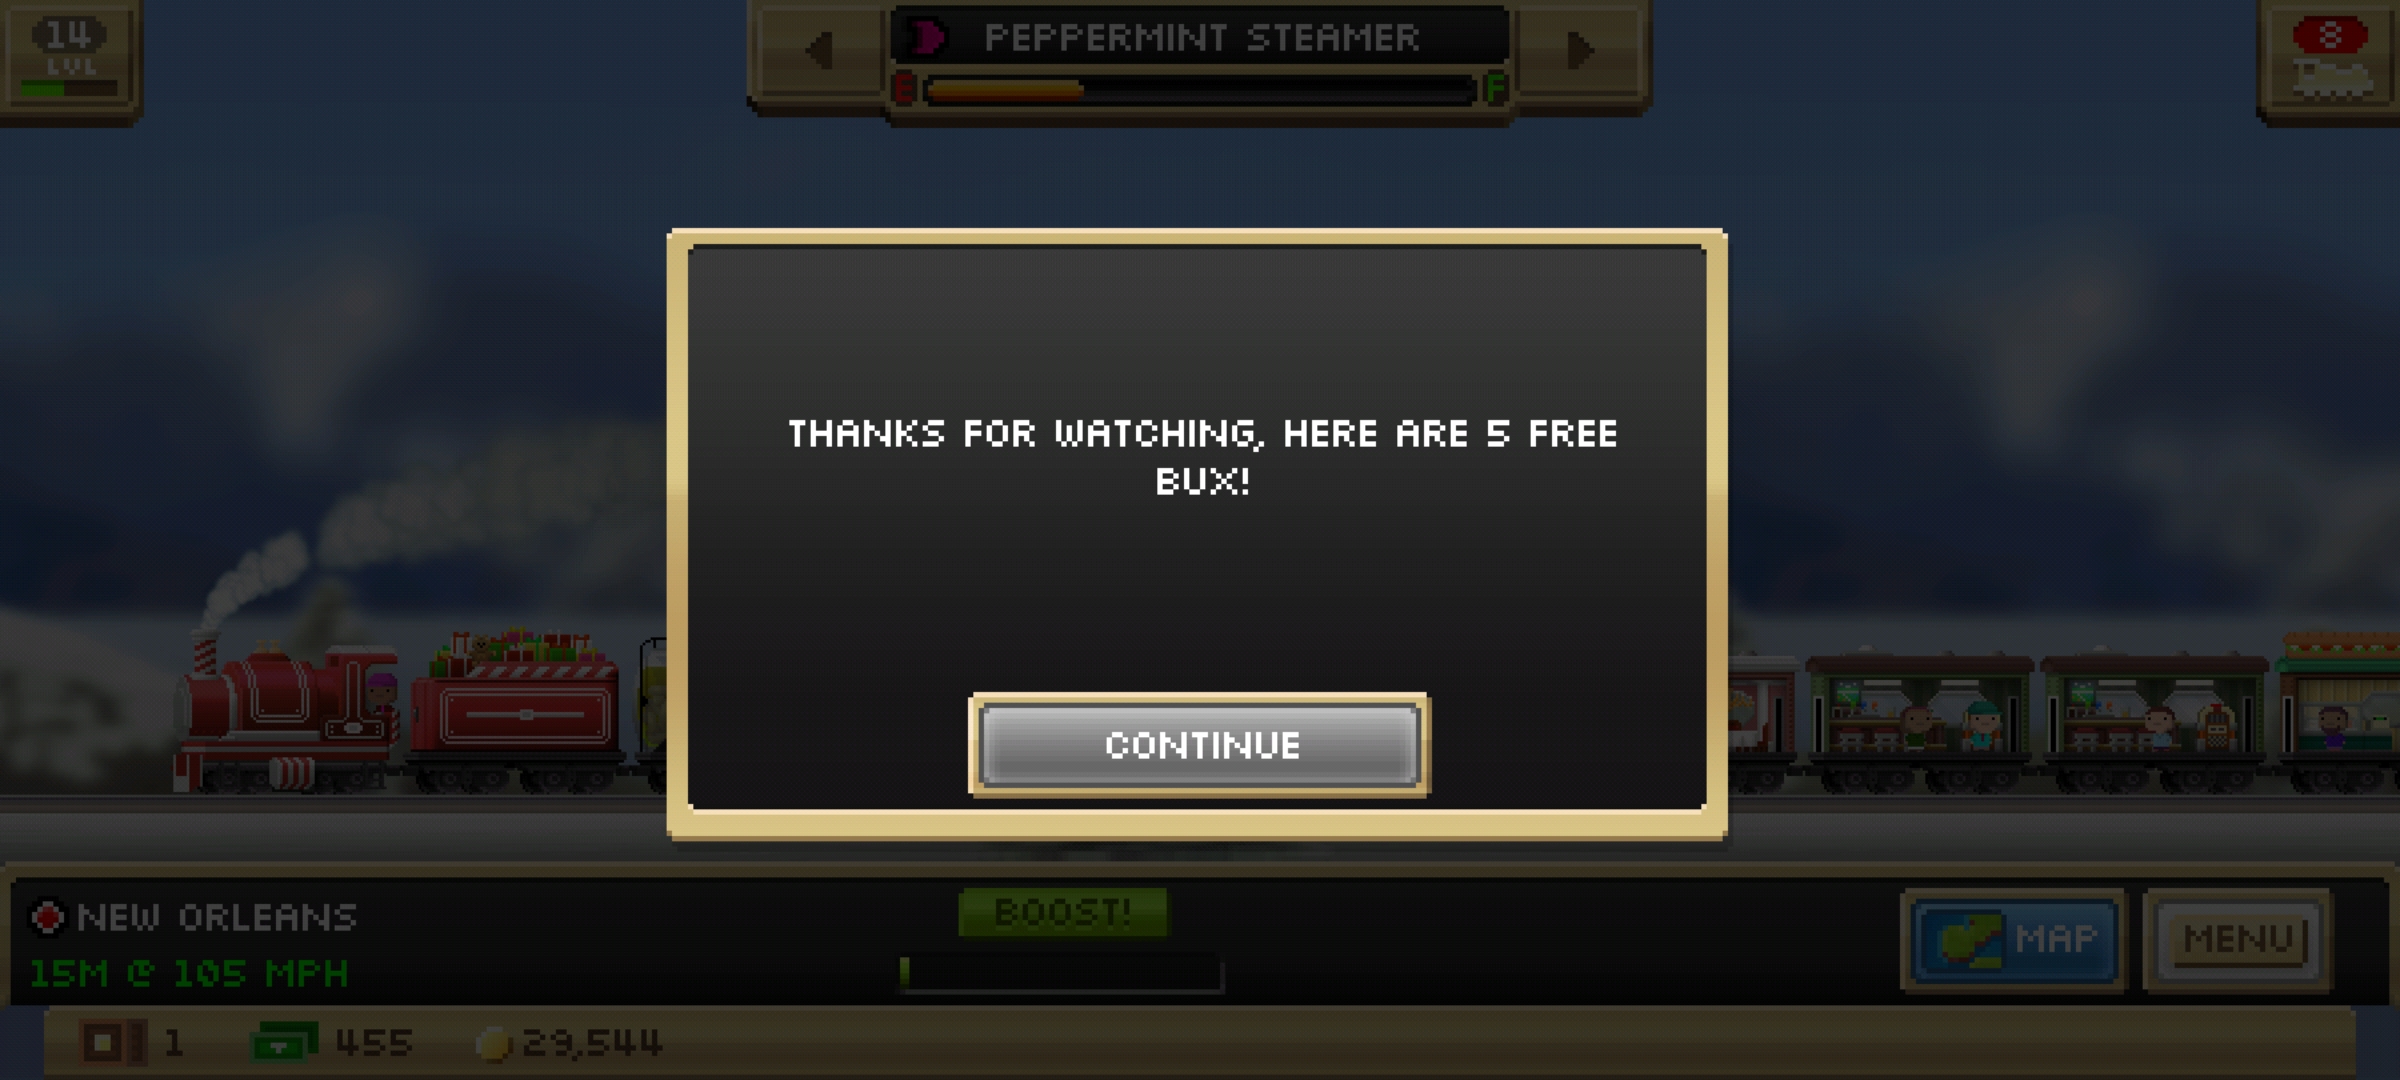 14
LVL
PEPPERMINT STEAMER
E F
8
THANKS FOR WATCHING, HERE ARE 5 FREE
BUX!
CONTINUE
NEW ORLEANS
15M @ 105 MPH
BOOST!
MAP
MENU
1 455 29,544